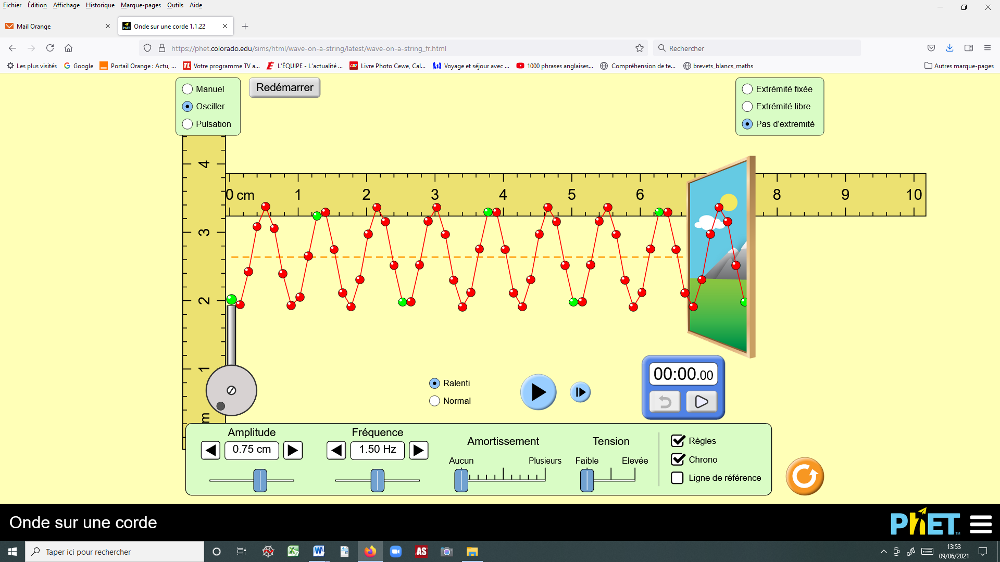 Fichier Édition Affichage Historique Marque-pages Outils Aide
Mail Orange
Onde sur une corde 1.1.22
https://phet.colorado.edu/sims/html/wave-on-a-string/latest/wave-on-a-string_fr.html
Rechercher
Les plus visités Google Portail Orange : Actu, ... Votre programme TV a... L'ÉQUIPE - L'actualité ... Livre Photo Cewe, Cal... Voyage et séjour avec ... 1000 phrases anglaises... Compréhension de te... brevets_blancs_maths Autres marque-pages
Manuel
Osciller
Pulsation
Redémarrer
Extrémité fixée
Extrémité libre
Pas d'extremité
4
3
2
1
0 cm 1 2 3 4 5 6 8 9 10
Ralenti
Normal
00:00.00
Amplitude
0.75 cm
Fréquence
1.50 Hz
Amortissement
Aucun Plusieurs
Tension
Faible Elevée
Règles
Chrono
Ligne de référence
Onde sur une corde
PhET
TM
Taper ici pour rechercher
AS
13:53
09/06/2021